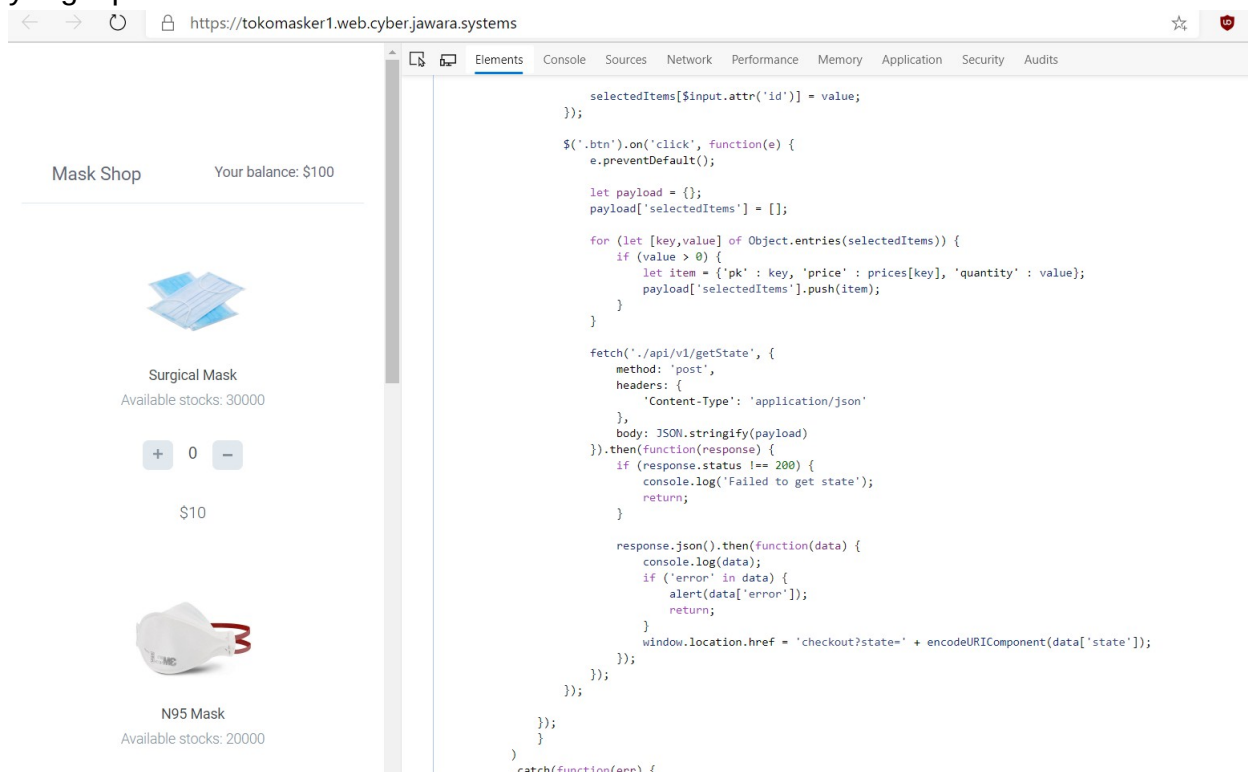 https://tokomasker1.web.cyber.jawara.systems
Elements Console Sources Network Performance Memory Application Security Audits
Mask Shop
Your balance: $100
Surgical Mask
Available stocks: 30000
+ 0 −
$10
N95 Mask
Available stocks: 20000
selectedItems[$input.attr('id')] = value;
});
$('.btn').on('click', function(e) {
e.preventDefault();
let payload = {};
payload['selectedItems'] = [];
for (let [key,value] of Object.entries(selectedItems)) {
if (value > 0) {
let item = {'pk' : key, 'price' : prices[key], 'quantity' : value};
payload['selectedItems'].push(item);
}
}
fetch('./api/v1/getState', {
method: 'post',
headers: {
'Content-Type': 'application/json'
},
body: JSON.stringify(payload)
}).then(function(response) {
if (response.status !== 200) {
console.log('Failed to get state');
return;
}
response.json().then(function(data) {
console.log(data);
if ('error' in data) {
alert(data['error']);
return;
}
window.location.href = 'checkout?state=' + encodeURIComponent(data['state']);
});
});
});
});
}
)
.catch(function(err) {